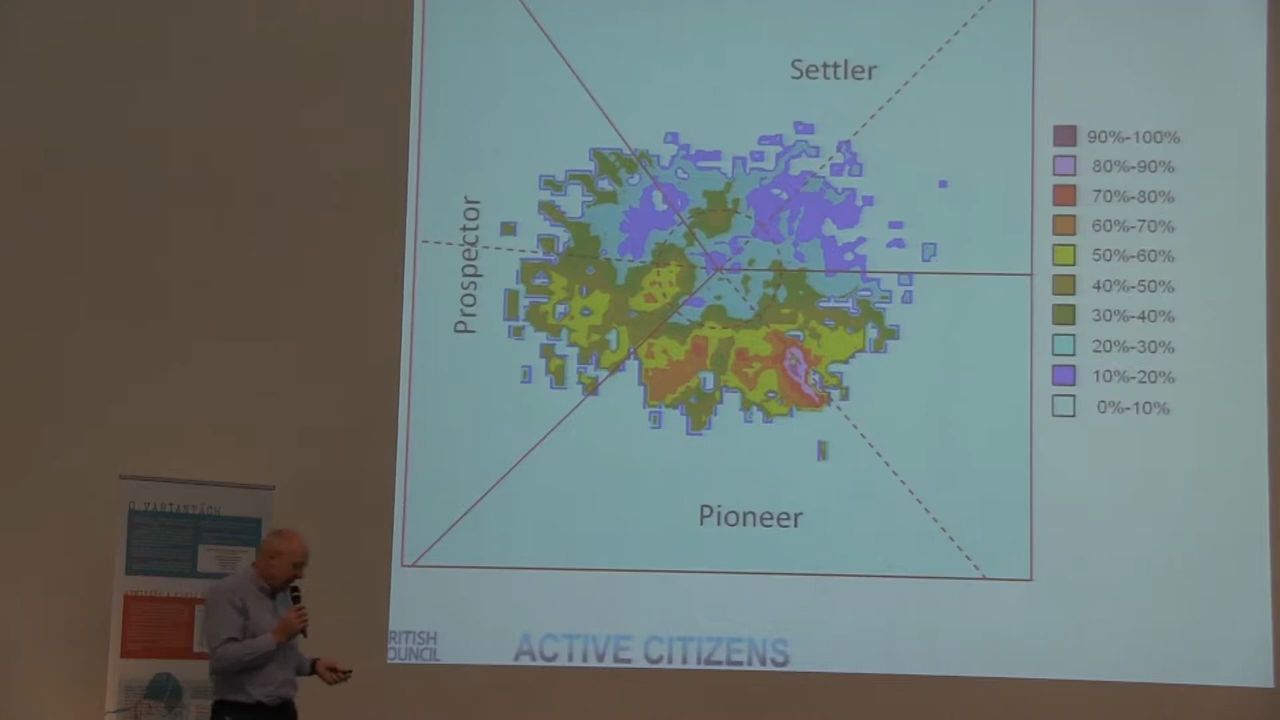 Settler
Prospector
Pioneer
90%-100%
80%-90%
70%-80%
60%-70%
50%-60%
40%-50%
30%-40%
20%-30%
10%-20%
0%-10%
RITISH
OUNCIL
ACTIVE CITIZENS
O VARIANTÁCH